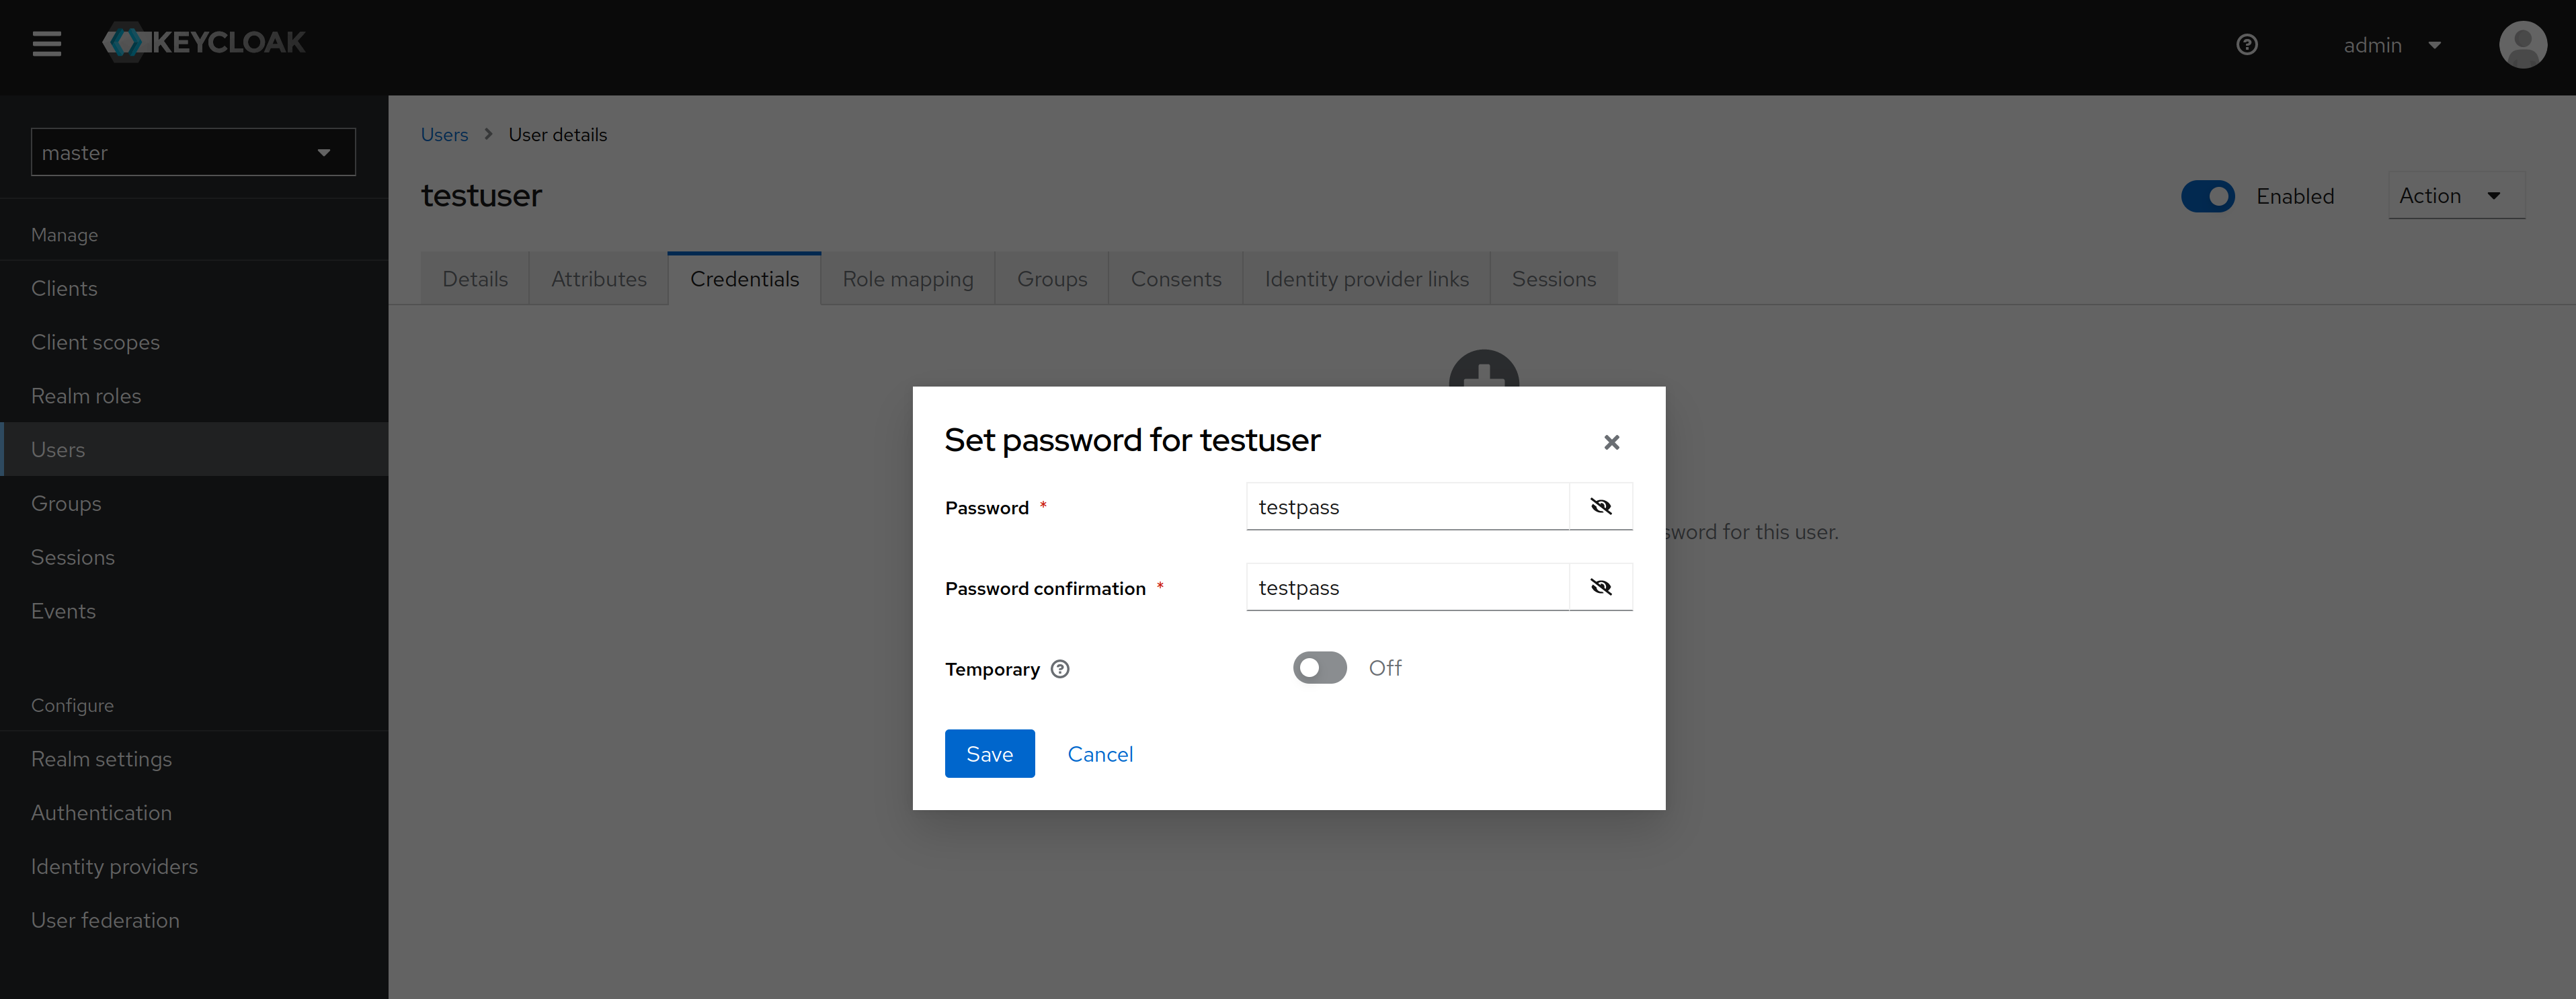 KEYCLOAK
admin
master
Manage
Clients
Client scopes
Realm roles
Users
Groups
Sessions
Events
Configure
Realm settings
Authentication
Identity providers
User federation
Users > User details
testuser
Enabled
Action
Details Attributes Credentials Role mapping Groups Consents Identity provider links Sessions
for this user.
Set password for testuser
Password *
testpass
Password confirmation *
testpass
Temporary
Off
Save Cancel